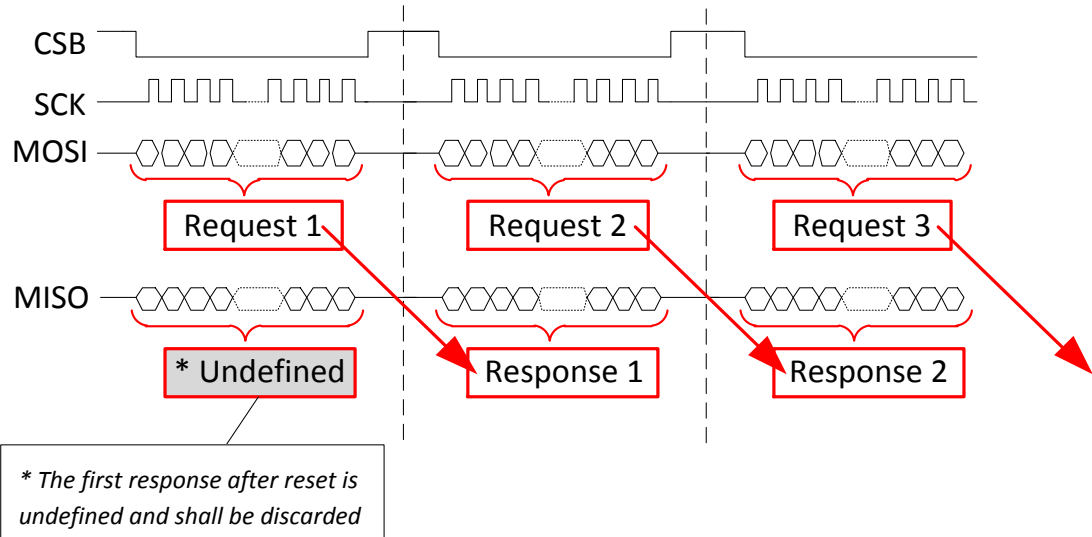 CSB
SCK
MOSI
Request 1
Request 2
Request 3
MISO
* Undefined
Response 1
Response 2
* The first response after reset is
undefined and shall be discarded